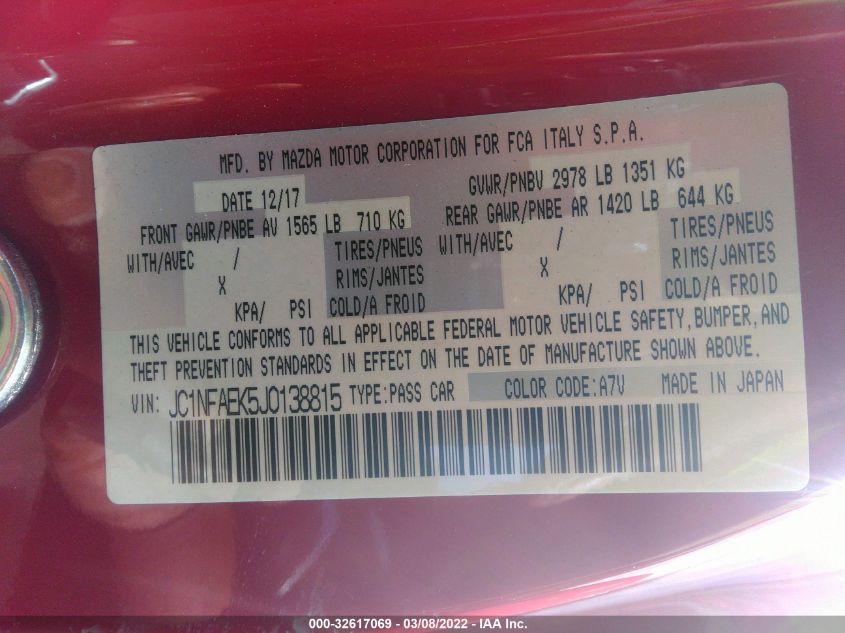 MFD. BY MAZDA MOTOR CORPORATION FOR FCA ITALY S.P.A.
DATE 12/17 GVWR/PNBV 2978 LB 1351 KG
FRONT GAWR/PNBE AV 1565 LB 710 KG REAR GAWR/PNBE AR 1420 LB 644 KG
WITH/AVEC / TIRES/PNEUS WITH/AVEC / TIRES/PNEUS
X RIMS/JANTES X RIMS/JANTES
KPA/ PSI COLD/A FROID KPA/ PSI COLD/A FROID
THIS VEHICLE CONFORMS TO ALL APPLICABLE FEDERAL MOTOR VEHICLE SAFETY, BUMPER, AND
THEFT PREVENTION STANDARDS IN EFFECT ON THE DATE OF MANUFACTURE SHOWN ABOVE.
VIN: JC1NFAEK5J0138815 TYPE:PASS CAR COLOR CODE:A7V MADE IN JAPAN
000-32617069 - 03/08/2022 - IAA Inc.